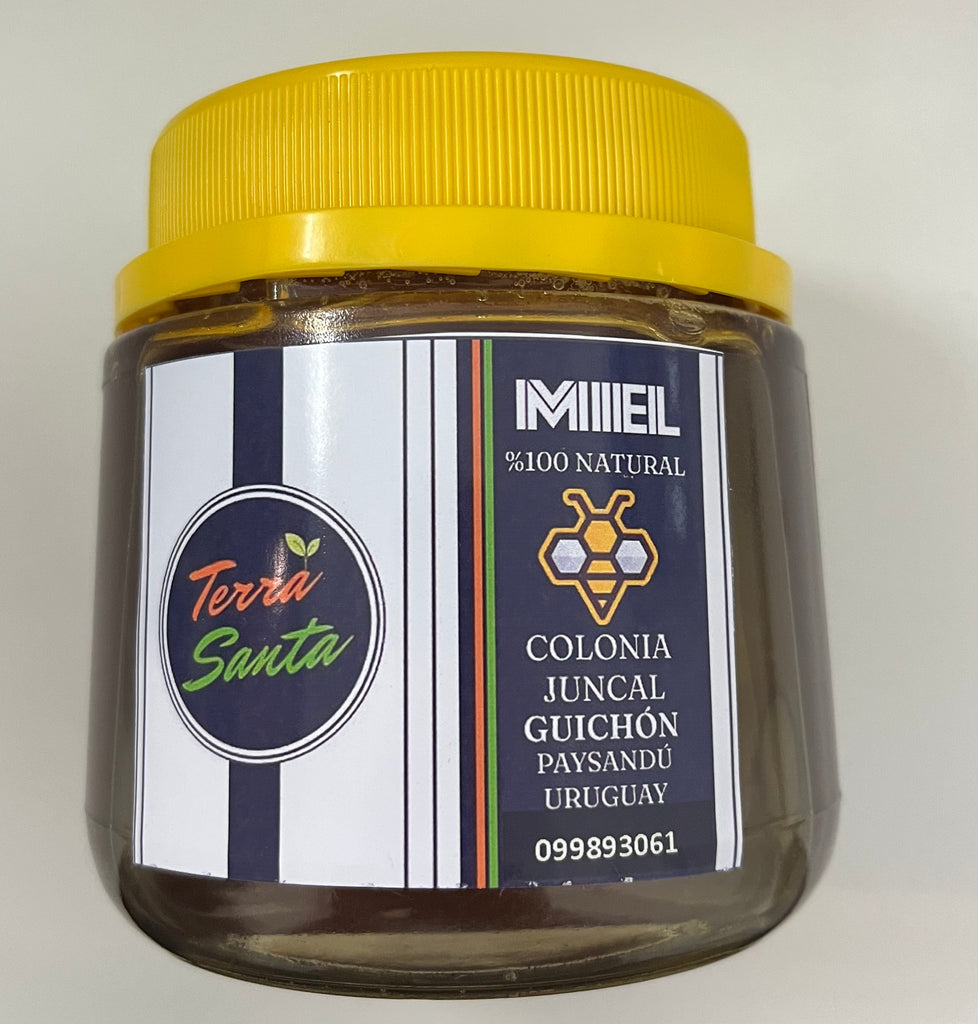 Terra
Santa
MIEL
%100 NATURAL
COLONIA
JUNCAL
GUICHÓN
PAYSANDÚ
URUGUAY
099893061